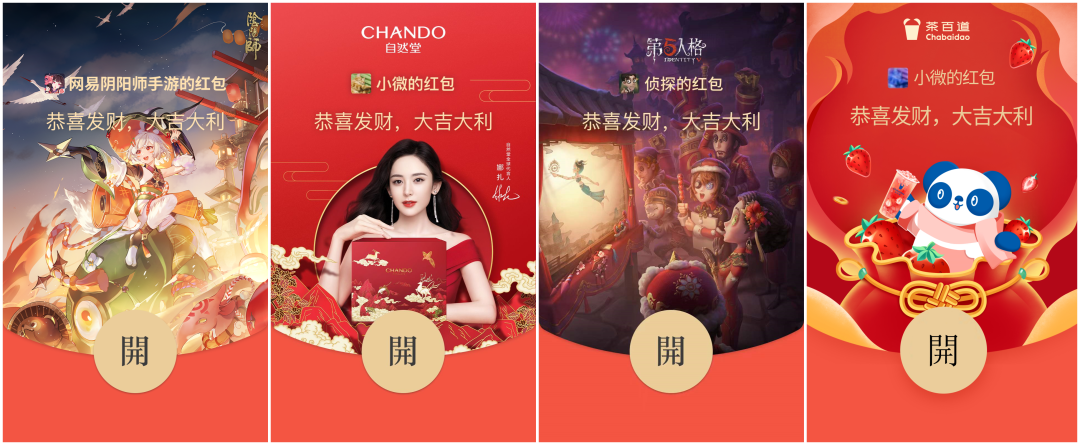 陰陽師
网易阴阳师手游的红包
恭喜发财，大吉大利
開
CHANDO
自然堂
小微的红包
恭喜发财，大吉大利
娜扎
CHANDO
開
第5人格
IDENTITY V
侦探的红包
恭喜发财，大吉大利
開
茶百道
Chabaidao
小微的红包
恭喜发财，大吉大利
開